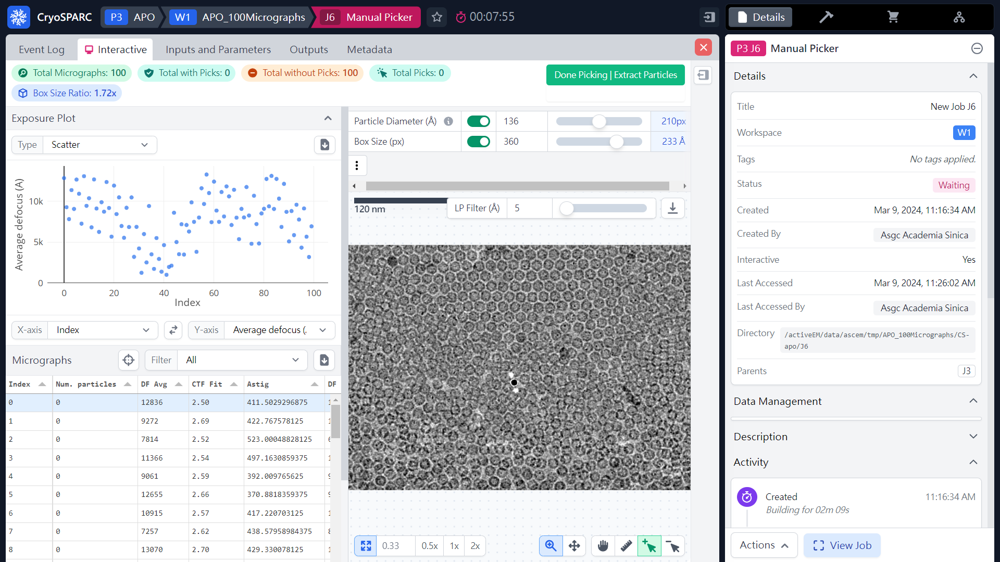 CryoSPARC P3 APO W1 APO_100Micrographs J6 Manual Picker 00:07:55 Details
Event Log Interactive Inputs and Parameters Outputs Metadata
Total Micrographs: 100 Total with Picks: 0 Total without Picks: 100 Total Picks: 0
Box Size Ratio: 1.72x
Done Picking | Extract Particles
Exposure Plot
Type Scatter
Average defocus (A)
10k
5k
0
0 20 40 60 80 100
Index
X-axis Index Y-axis Average defocus (.
Micrographs Filter All
Index Num. particles DF Avg CTF Fit Astig DF
0 0 12836 2.50 411.5029296875 1
1 0 9272 2.69 422.767578125 1
2 0 7814 2.52 523.00048828125 6
3 0 11366 2.54 497.1630859375 1
4 0 9061 2.59 392.009765625 9
5 0 12655 2.66 370.8818359375 9
6 0 10915 2.57 417.220703125 1
7 0 7257 2.62 438.57958984375 8
8 0 13070 2.70 429.330078125 1
Particle Diameter (Å) 136 210px
Box Size (px) 360 233 Å
120 nm
LP Filter (Å) 5
0.33 0.5x 1x 2x
P3 J6 Manual Picker
Details
Title New Job J6
Workspace W1
Tags No tags applied.
Status Waiting
Created Mar 9, 2024, 11:16:34 AM
Created By Asgc Academia Sinica
Interactive Yes
Last Accessed Mar 9, 2024, 11:26:02 AM
Last Accessed By Asgc Academia Sinica
Directory /activeEM/data/ascem/tmp/APO_100Micrographs/CS-
apo/J6
Parents J3
Data Management
Description
Activity
Created 11:16:34 AM
Building for 02m 09s
Actions View Job